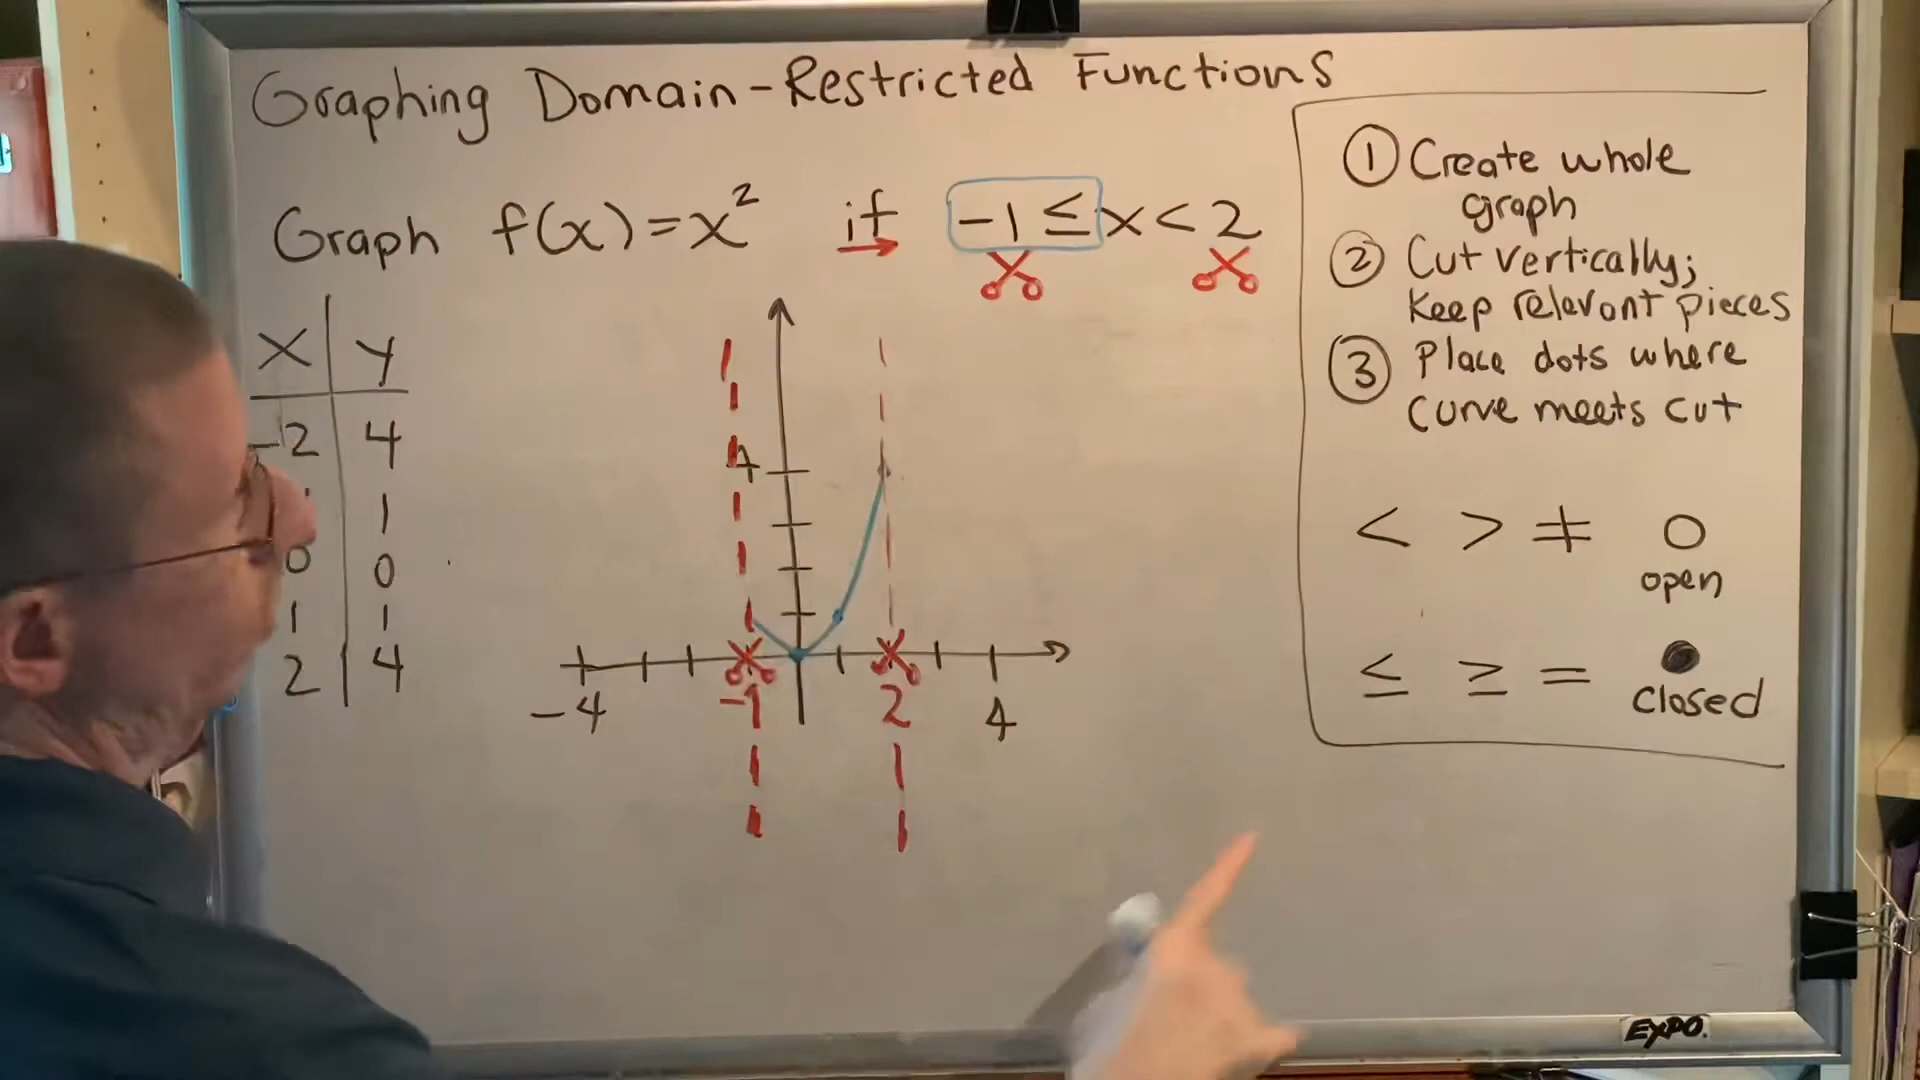 Graphing Domain-Restricted Functions
Graph f(x)=x² if -1≤x<2
x y
-2 4
1
0 0
1 1
2 4
4
-4 -1 2 4
① Create whole
graph
② Cut vertically;
keep relevant pieces
③ Place dots where
curve meets cut
< > ≠ O
open
≤ ≥ = ●
closed
EXPO.